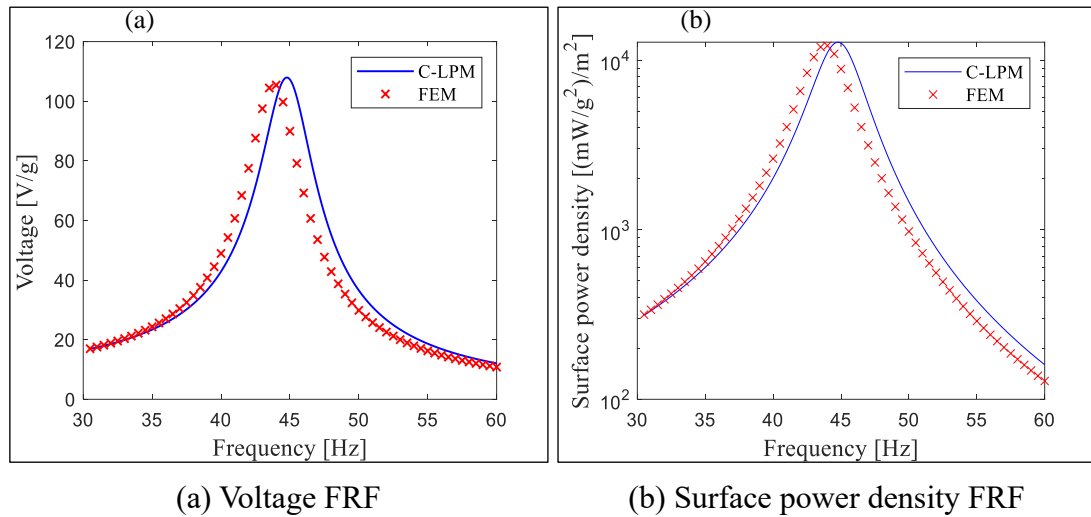 (a)
120
100
80
60
40
20
0
Voltage [V/g]
C-LPM
FEM
30 35 40 45 50 55 60
Frequency [Hz]
(b)
10^4
10^3
10^2
Surface power density [(mW/g^2)/m^2]
C-LPM
FEM
30 35 40 45 50 55 60
Frequency [Hz]
(a) Voltage FRF
(b) Surface power density FRF